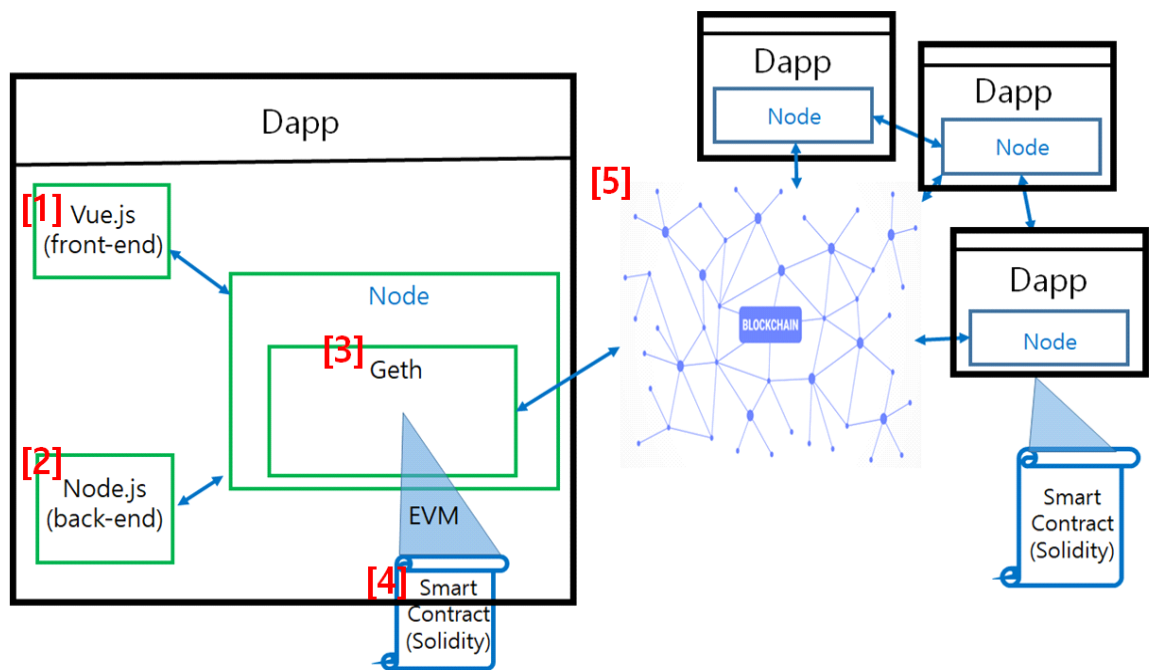 Dapp
[1]
Vue.js
(front-end)
Node
[3]
Geth
[2]
Node.js
(back-end)
EVM
[4]
Smart
Contract
(Solidity)
[5]
BLOCKCHAIN
Dapp
Node
Dapp
Node
Dapp
Node
Smart
Contract
(Solidity)